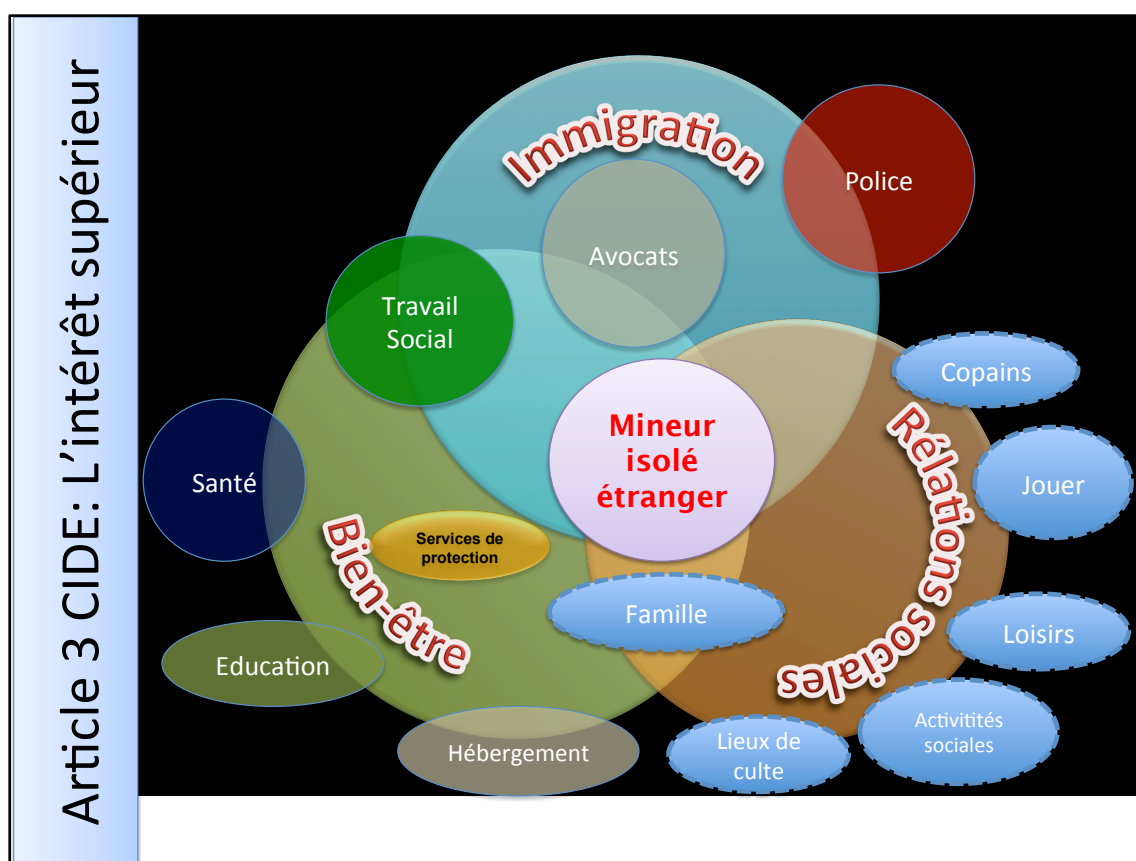 Article 3 CIDE: L'intérêt supérieur
Immigration
Police
Avocats
Travail
Social
Copains
Mineur
isolé
étranger
Rélations sociales
Jouer
Santé
Services de
protection
Bien-être
Famille
Loisirs
Education
Activitités
sociales
Hébergement
Lieux de
culte